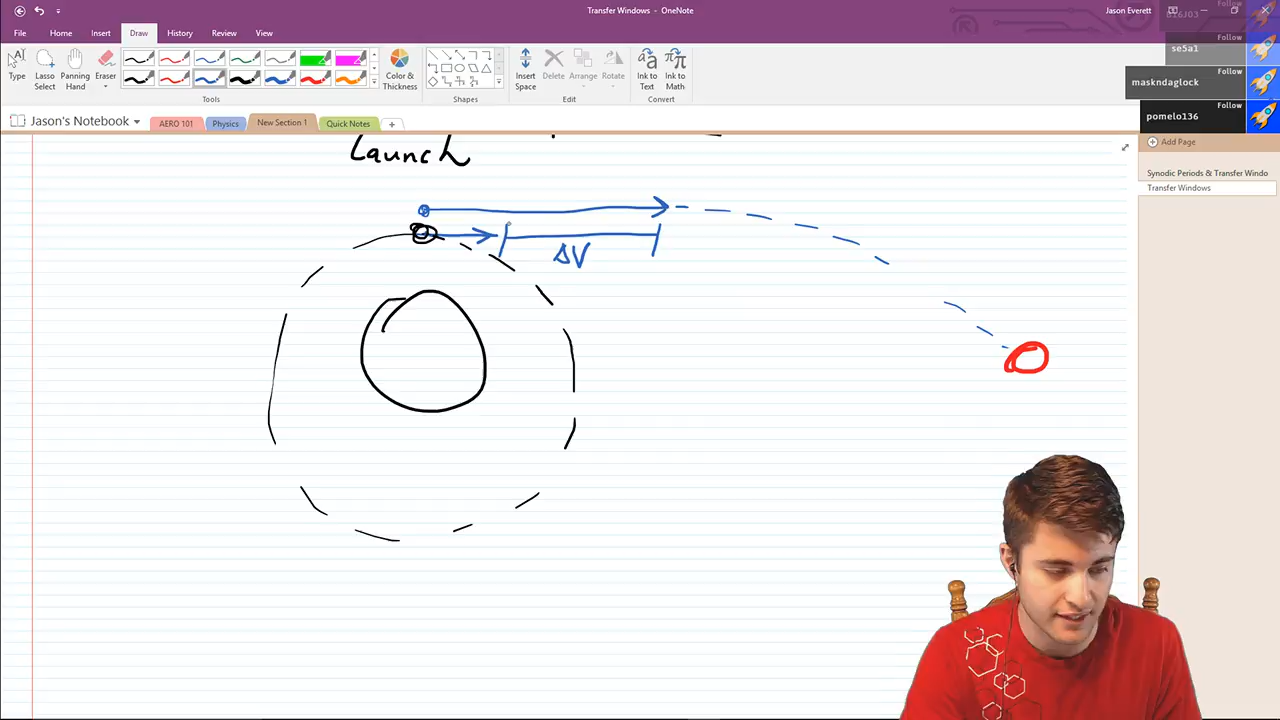 Transfer Windows - OneNote
Jason Everett
B16J03
Follow
File Home Insert Draw History Review View
Follow
se5a1
Type
Lasso Select
Panning Hand
Eraser
Color & Thickness
Insert Space
Delete
Arrange
Rotate
Ink to Text
Ink to Math
Follow
maskndaglock
Tools
Shapes
Edit
Convert
Follow
pomelo136
Jason's Notebook
AERO 101
Physics
New Section 1
Quick Notes
Add Page
Synodic Periods & Transfer Windo
Transfer Windows
Launch
ΔV